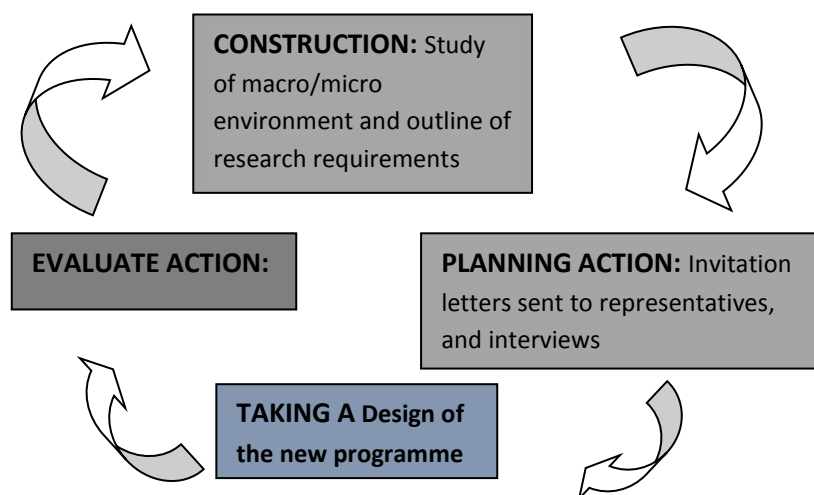 CONSTRUCTION: Study
of macro/micro
environment and outline of
research requirements
EVALUATE ACTION:
PLANNING ACTION: Invitation
letters sent to representatives,
and interviews
TAKING A Design of
the new programme